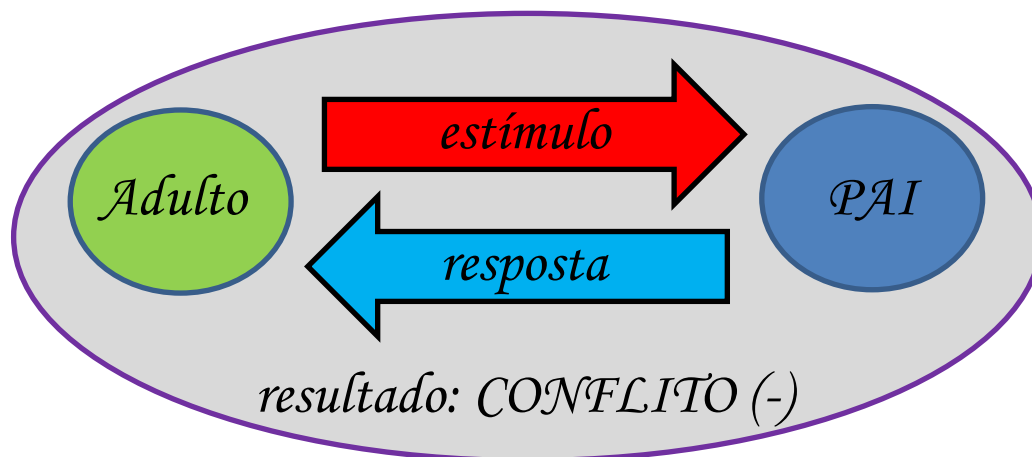 estímulo
Adulto
PAI
resposta
resultado: CONFLITO (-)